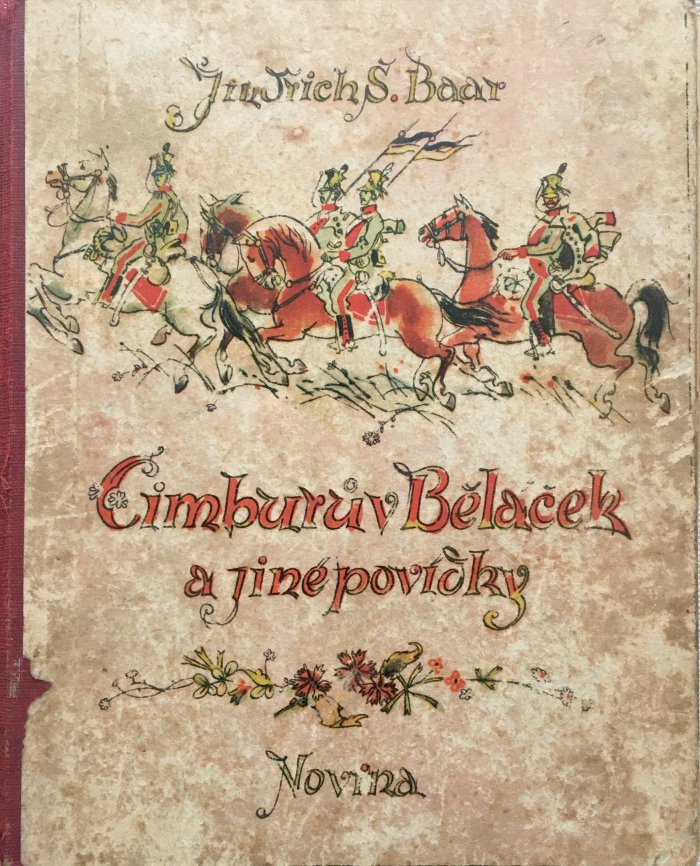 Jindřich Š. Baar
Cimburův Běláček
a jiné povídky
Novina